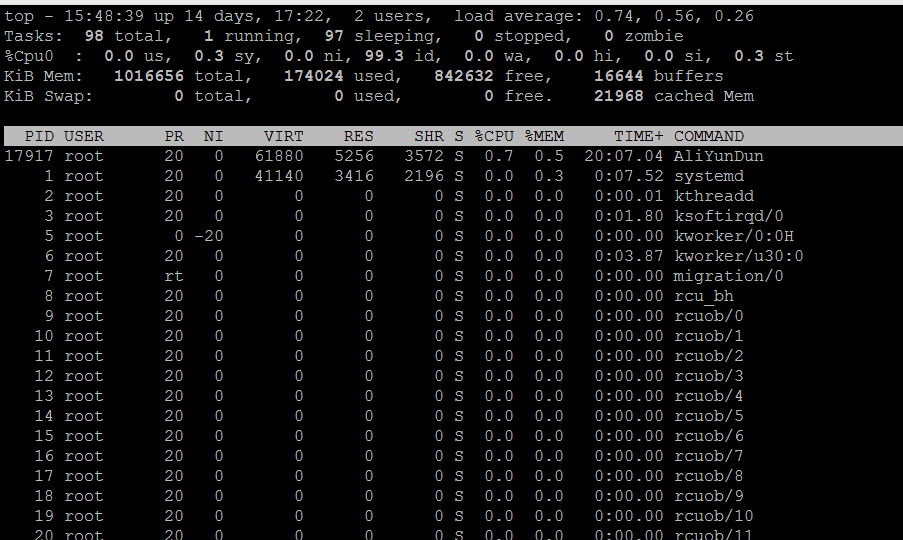 top - 15:48:39 up 14 days, 17:22,  2 users,  load average: 0.74, 0.56, 0.26
Tasks:  98 total,   1 running,  97 sleeping,   0 stopped,   0 zombie
%Cpu0  :  0.0 us,  0.3 sy,  0.0 ni, 99.3 id,  0.0 wa,  0.0 hi,  0.0 si,  0.3 st
KiB Mem:   1016656 total,   174024 used,   842632 free,    16644 buffers
KiB Swap:        0 total,        0 used,        0 free.    21968 cached Mem
  PID USER      PR  NI    VIRT    RES    SHR S %CPU %MEM     TIME+ COMMAND
17917 root      20   0   61880   5256   3572 S  0.7  0.5  20:07.04 AliYunDun
    1 root      20   0   41140   3416   2196 S  0.0  0.3   0:07.52 systemd
    2 root      20   0       0      0      0 S  0.0  0.0   0:00.01 kthreadd
    3 root      20   0       0      0      0 S  0.0  0.0   0:01.80 ksoftirqd/0
    5 root       0 -20       0      0      0 S  0.0  0.0   0:00.00 kworker/0:0H
    6 root      20   0       0      0      0 S  0.0  0.0   0:03.87 kworker/u30:0
    7 root      rt   0       0      0      0 S  0.0  0.0   0:00.00 migration/0
    8 root      20   0       0      0      0 S  0.0  0.0   0:00.00 rcu_bh
    9 root      20   0       0      0      0 S  0.0  0.0   0:00.00 rcuob/0
   10 root      20   0       0      0      0 S  0.0  0.0   0:00.00 rcuob/1
   11 root      20   0       0      0      0 S  0.0  0.0   0:00.00 rcuob/2
   12 root      20   0       0      0      0 S  0.0  0.0   0:00.00 rcuob/3
   13 root      20   0       0      0      0 S  0.0  0.0   0:00.00 rcuob/4
   14 root      20   0       0      0      0 S  0.0  0.0   0:00.00 rcuob/5
   15 root      20   0       0      0      0 S  0.0  0.0   0:00.00 rcuob/6
   16 root      20   0       0      0      0 S  0.0  0.0   0:00.00 rcuob/7
   17 root      20   0       0      0      0 S  0.0  0.0   0:00.00 rcuob/8
   18 root      20   0       0      0      0 S  0.0  0.0   0:00.00 rcuob/9
   19 root      20   0       0      0      0 S  0.0  0.0   0:00.00 rcuob/10
   20 root      20   0       0      0      0 S  0.0  0.0   0:00.00 rcuob/11